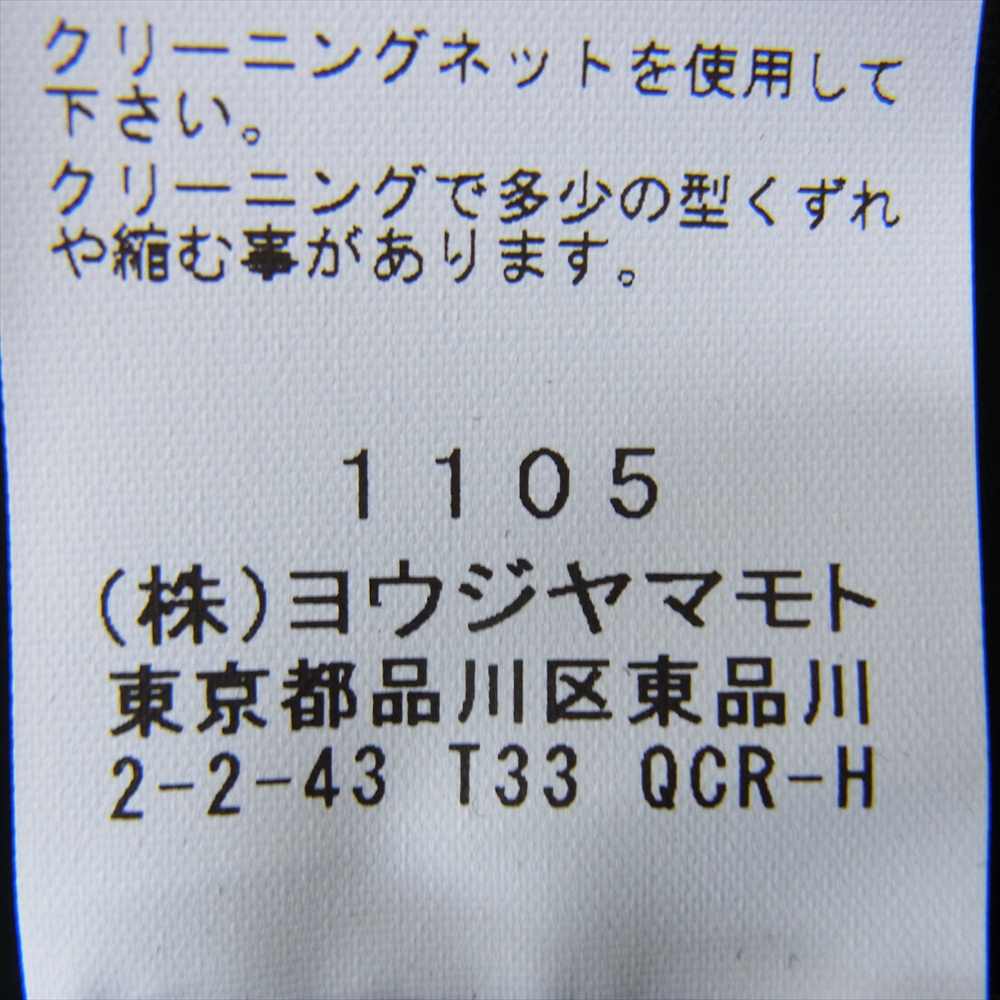 クリーニングネットを使用して
下さい。
クリーニングで多少の型くずれ
や縮む事があります。
1105
(株)ヨウジヤマモト
東京都品川区東品川
2-2-43 T33 QCR-H